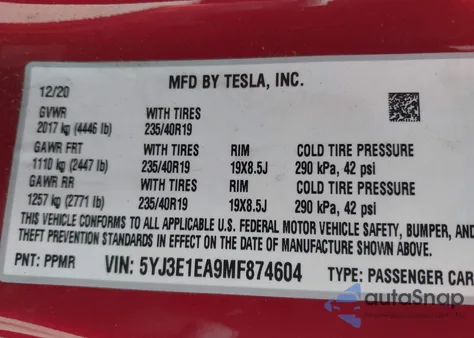 MFD BY TESLA, INC.
12/20
GVWR WITH TIRES
2017 kg (4446 lb) 235/40R19
GAWR FRT WITH TIRES RIM COLD TIRE PRESSURE
1110 kg (2447 lb) 235/40R19 19X8.5J 290 kPa, 42 psi
GAWR RR WITH TIRES RIM COLD TIRE PRESSURE
1257 kg (2771 lb) 235/40R19 19X8.5J 290 kPa, 42 psi
THIS VEHICLE CONFORMS TO ALL APPLICABLE U.S. FEDERAL MOTOR VEHICLE SAFETY, BUMPER, AND
THEFT PREVENTION STANDARDS IN EFFECT ON THE DATE OF MANUFACTURE SHOWN ABOVE.
PNT: PPMR VIN: 5YJ3E1EA9MF874604 TYPE: PASSENGER CAR
autoSnap